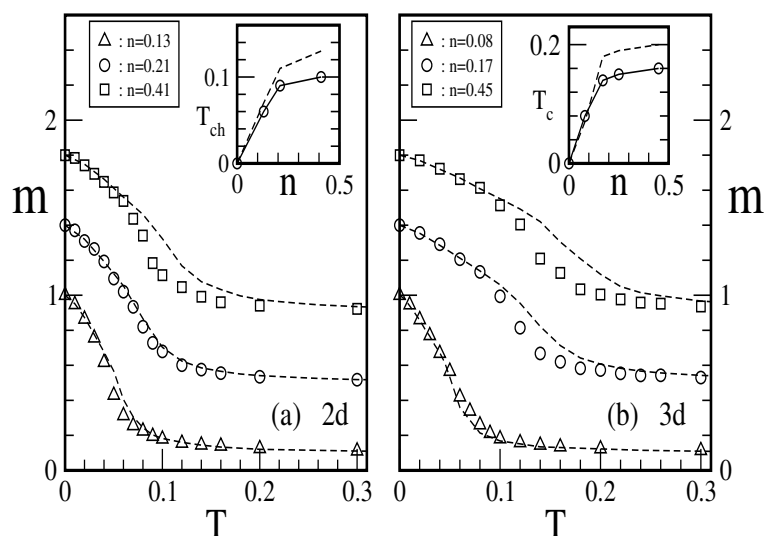 : n=0.13
: n=0.21
: n=0.41
0.1
T_ch
0
0
n
0.5
2
m
1
0
(a) 2d
0
0.1
0.2
0.3
T
: n=0.08
: n=0.17
: n=0.45
0.2
T_c
0
0
n
0.5
2
m
1
0
(b) 3d
0
0.1
0.2
0.3
T